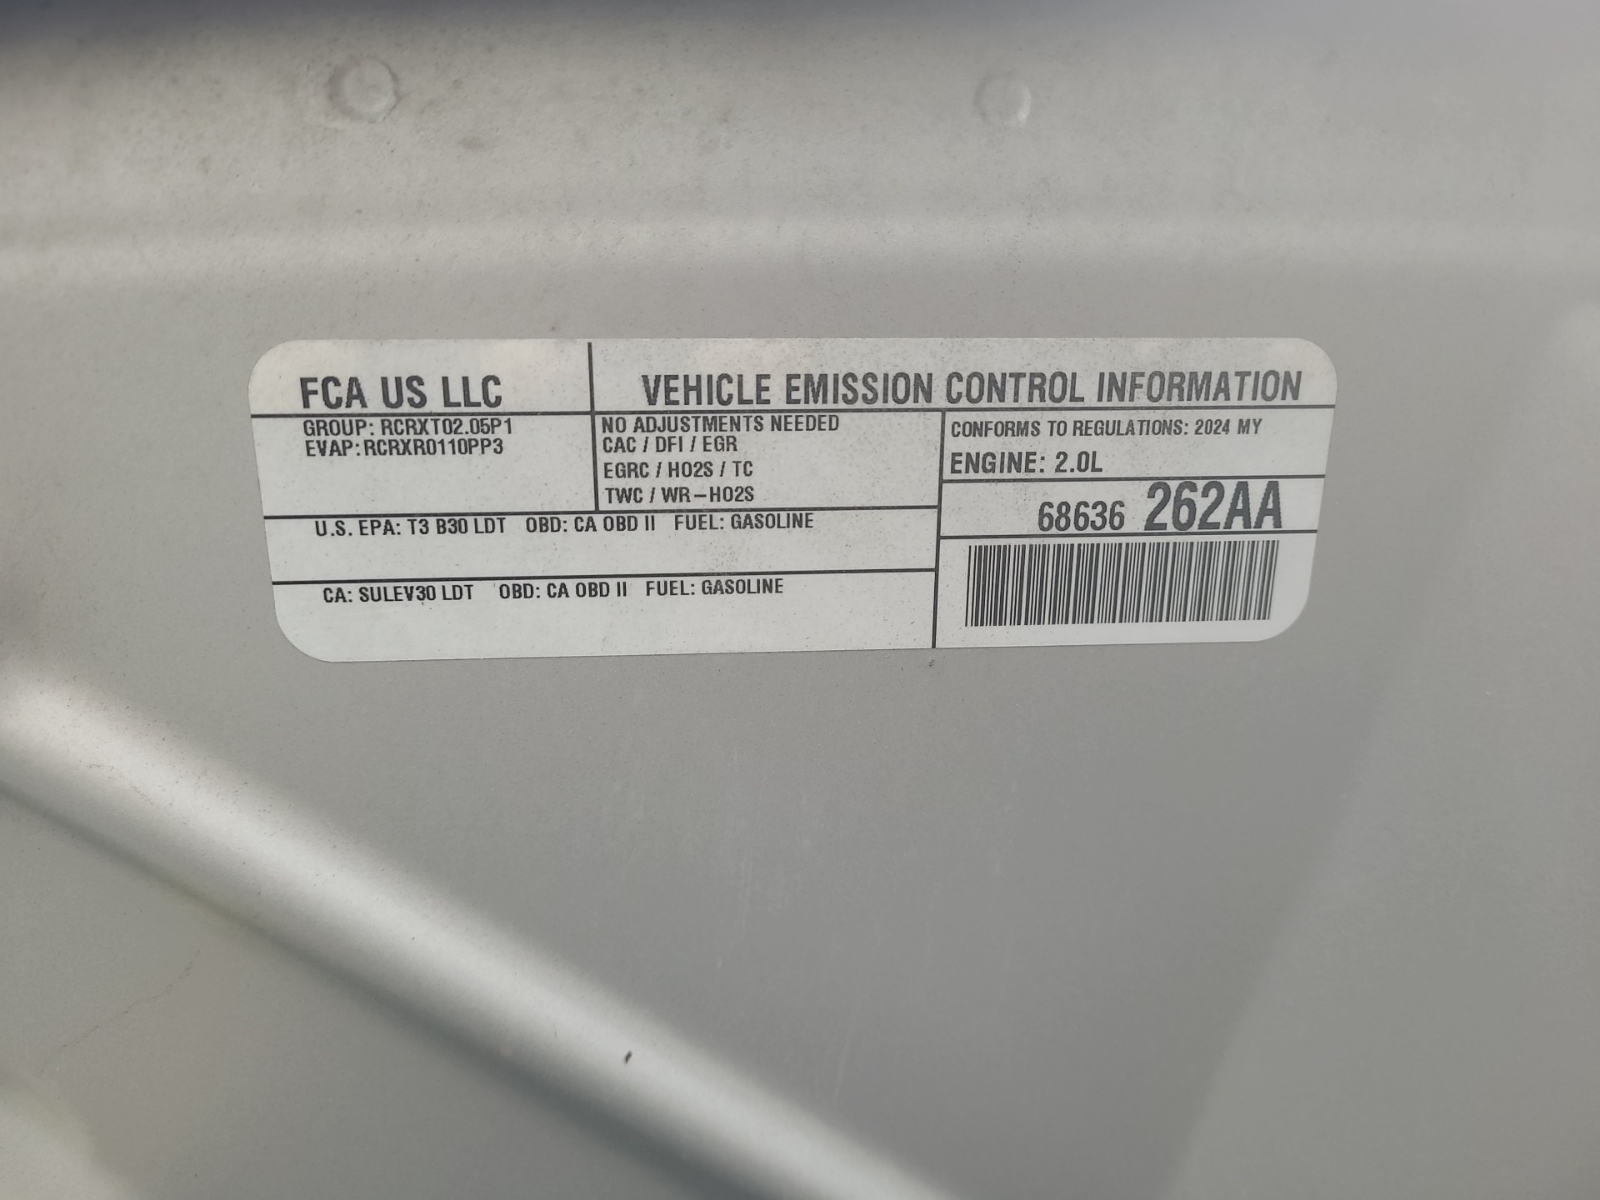 FCA US LLC
VEHICLE EMISSION CONTROL INFORMATION
GROUP: RCRXT02.05P1
EVAP:RCRXR0110PP3
NO ADJUSTMENTS NEEDED
CAC / DFI / EGR
EGRC / HO2S / TC
TWC / WR-HO2S
CONFORMS TO REGULATIONS: 2024 MY
ENGINE: 2.0L
68636 262AA
U.S. EPA: T3 B30 LDT OBD: CA OBD II FUEL: GASOLINE
CA: SULEV30 LDT OBD: CA OBD II FUEL: GASOLINE